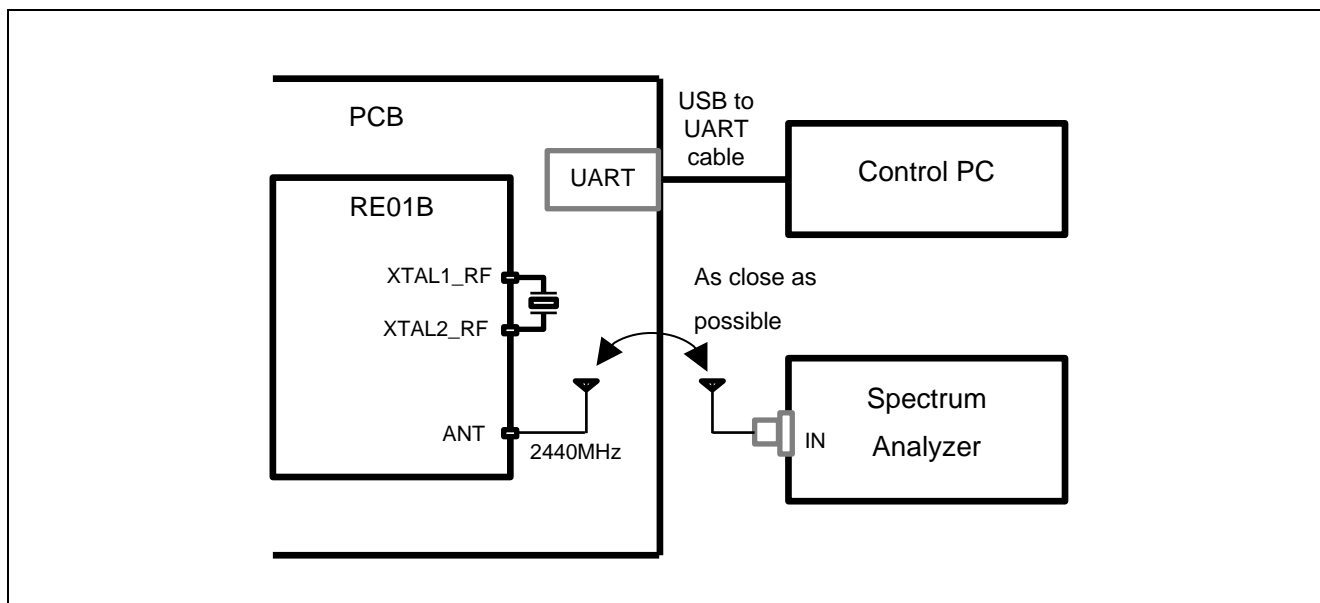 PCB
RE01B
XTAL1_RF
XTAL2_RF
ANT
2440MHz
UART
USB to
UART
cable
Control PC
As close as
possible
Spectrum
Analyzer
IN